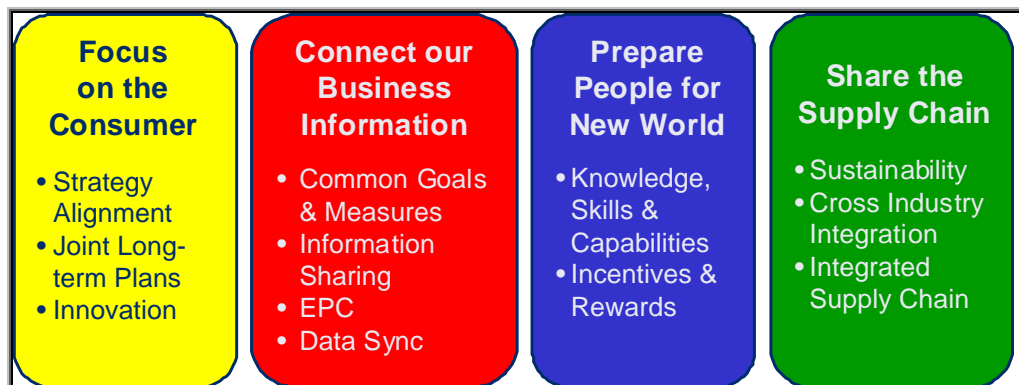 Focus
on the
Consumer
• Strategy
Alignment
• Joint Long-
term Plans
• Innovation
Connect our
Business
Information
• Common Goals
& Measures
• Information
Sharing
• EPC
• Data Sync
Prepare
People for
New World
• Knowledge,
Skills &
Capabilities
• Incentives &
Rewards
Share the
Supply Chain
• Sustainability
• Cross Industry
Integration
• Integrated
Supply Chain